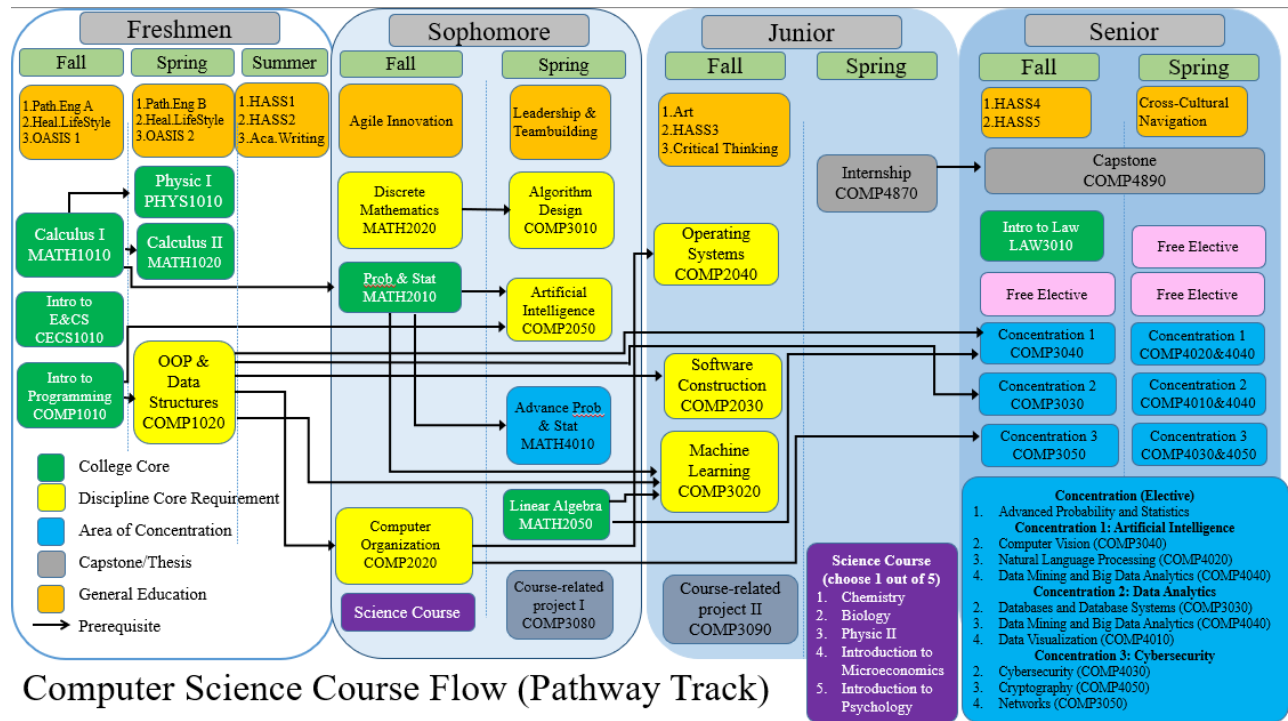 Freshmen
Fall
Spring
Summer
1.Path.Eng A
2.Heal.LifeStyle
3.OASIS 1
1.Path.Eng B
2.Heal.LifeStyle
3.OASIS 2
1.HASS1
2.HASS2
3.Aca.Writing
Physic I
PHYS1010
Calculus I
MATH1010
Calculus II
MATH1020
Intro to
E&CS
CECS1010
Intro to
Programming
COMP1010
OOP &
Data
Structures
COMP1020
College Core
Discipline Core Requirement
Area of Concentration
Capstone/Thesis
General Education
Prerequisite
Sophomore
Fall
Spring
Agile Innovation
Leadership &
Teambuilding
Discrete
Mathematics
MATH2020
Algorithm
Design
COMP3010
Prob & Stat
MATH2010
Artificial
Intelligence
COMP2050
Advance Prob
& Stat
MATH4010
Linear Algebra
MATH2050
Computer
Organization
COMP2020
Science Course
Course-related
project I
COMP3080
Junior
Fall
Spring
1.Art
2.HASS3
3.Critical Thinking
Internship
COMP4870
Operating
Systems
COMP2040
Software
Construction
COMP2030
Machine
Learning
COMP3020
Course-related
project II
COMP3090
Science Course
(choose 1 out of 5)
1. Chemistry
2. Biology
3. Physic II
4. Introduction to
Microeconomics
5. Introduction to
Psychology
Senior
Fall
Spring
1.HASS4
2.HASS5
Cross-Cultural
Navigation
Capstone
COMP4890
Intro to Law
LAW3010
Free Elective
Free Elective
Free Elective
Concentration 1
COMP3040
Concentration 1
COMP4020&4040
Concentration 2
COMP3030
Concentration 2
COMP4010&4040
Concentration 3
COMP3050
Concentration 3
COMP4030&4050
Concentration (Elective)
1. Advanced Probability and Statistics
Concentration 1: Artificial Intelligence
2. Computer Vision (COMP3040)
3. Natural Language Processing (COMP4020)
4. Data Mining and Big Data Analytics (COMP4040)
Concentration 2: Data Analytics
2. Databases and Database Systems (COMP3030)
3. Data Mining and Big Data Analytics (COMP4040)
4. Data Visualization (COMP4010)
Concentration 3: Cybersecurity
2. Cybersecurity (COMP4030)
3. Cryptography (COMP4050)
4. Networks (COMP3050)
Computer Science Course Flow (Pathway Track)